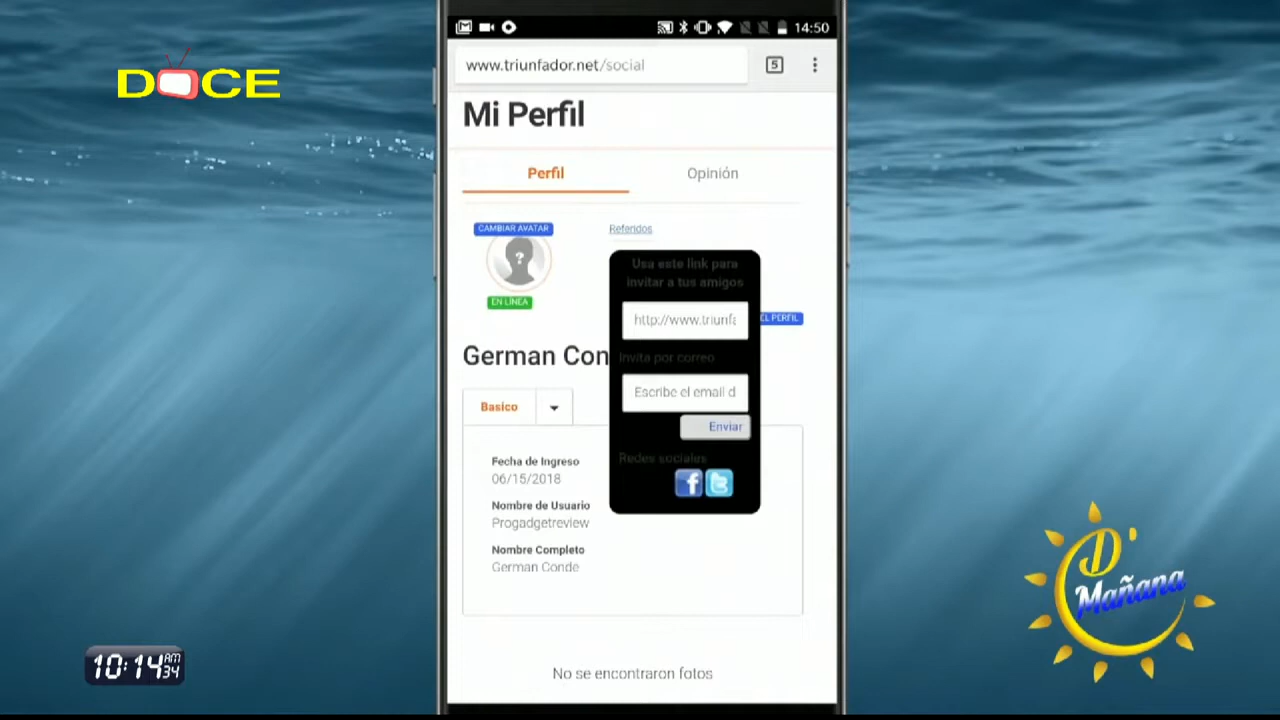 DOCE
14:50
www.triunfador.net/social
5
Mi Perfil
Perfil
Opinión
CAMBIAR AVATAR
?
EN LÍNEA
Referidos
Usa este link para
invitar a tus amigos
http://www.triunfa
EL PERFIL
Invita por correo
Escribe el email d
Enviar
Redes sociales
German Con
Basico
Fecha de Ingreso
06/15/2018
Nombre de Usuario
Progadgetreview
Nombre Completo
German Conde
No se encontraron fotos
D'
Mañana
10:14 AM
34